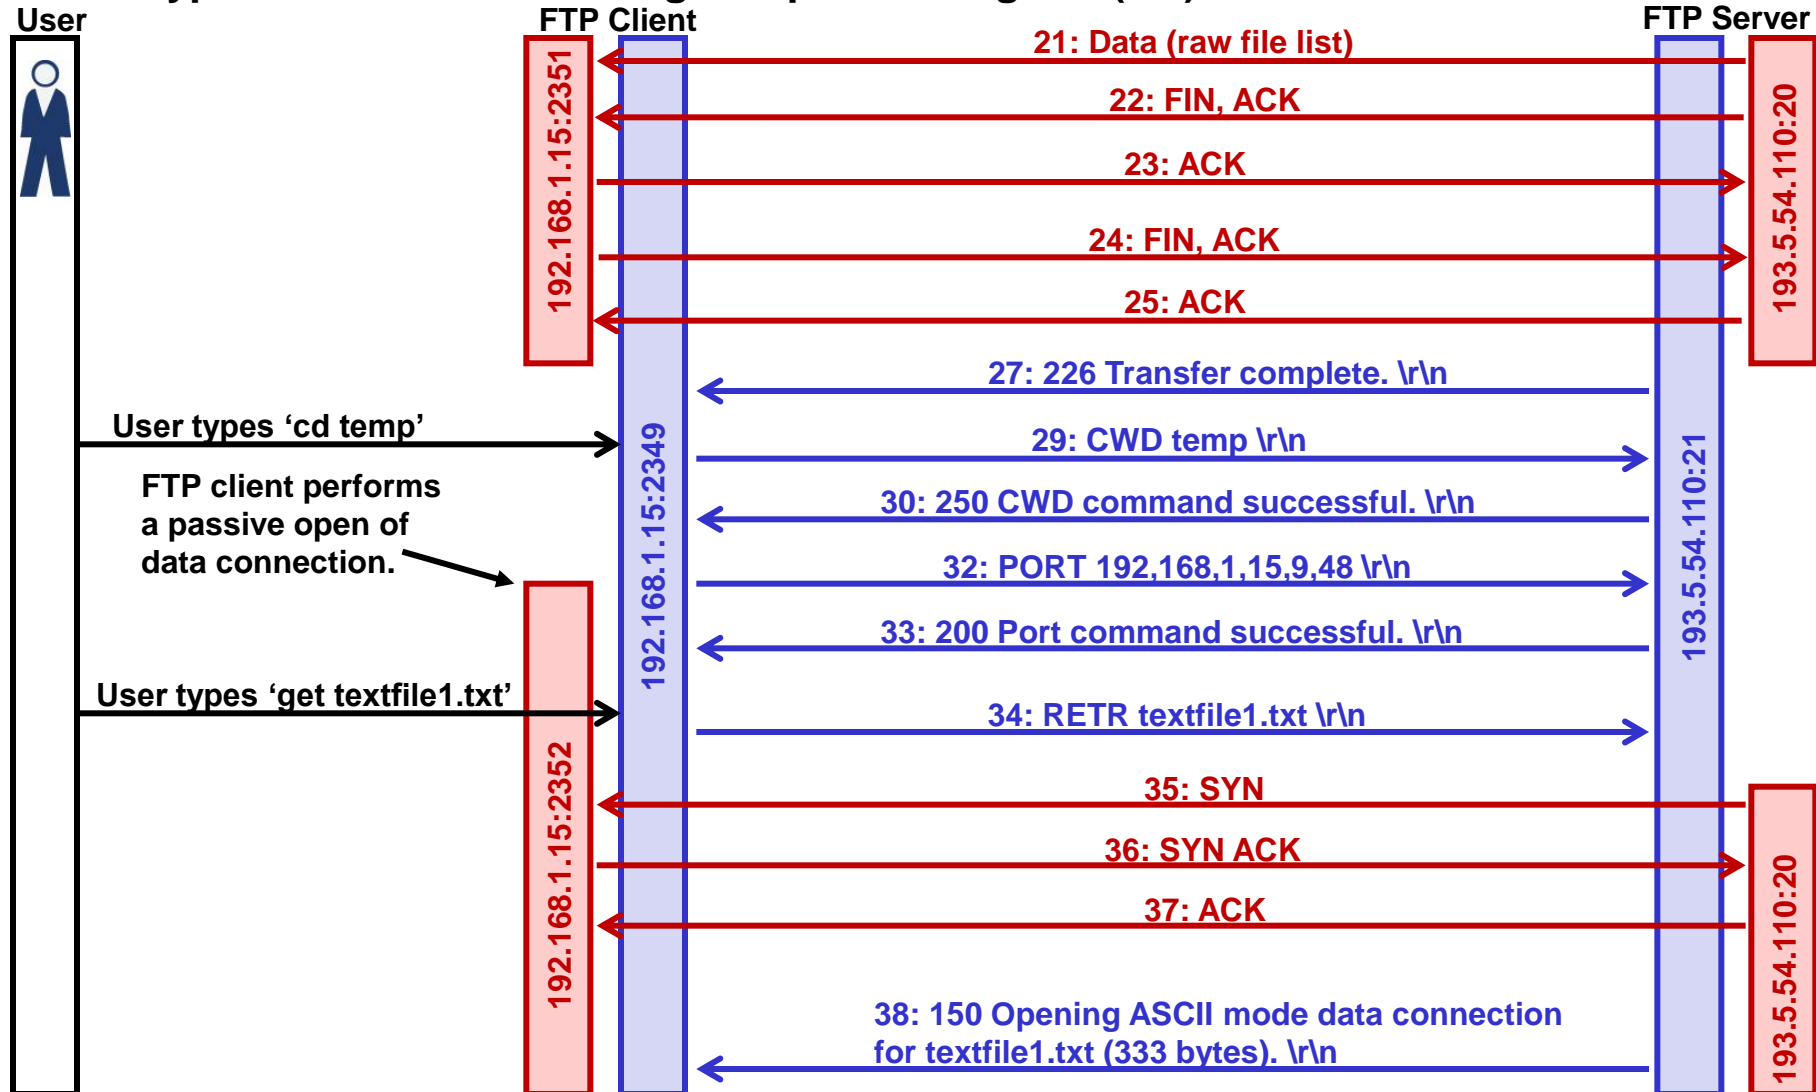 User
FTP Client
FTP Server
21: Data (raw file list)
22: FIN, ACK
23: ACK
24: FIN, ACK
25: ACK
192.168.1.15:2351
193.5.54.110:20
27: 226 Transfer complete. \r\n
User types ‘cd temp’
29: CWD temp \r\n
FTP client performs
a passive open of
data connection.
30: 250 CWD command successful. \r\n
32: PORT 192,168,1,15,9,48 \r\n
33: 200 Port command successful. \r\n
192.168.1.15:2349
193.5.54.110:21
User types ‘get textfile1.txt’
34: RETR textfile1.txt \r\n
35: SYN
36: SYN ACK
37: ACK
192.168.1.15:2352
193.5.54.110:20
38: 150 Opening ASCII mode data connection
for textfile1.txt (333 bytes). \r\n